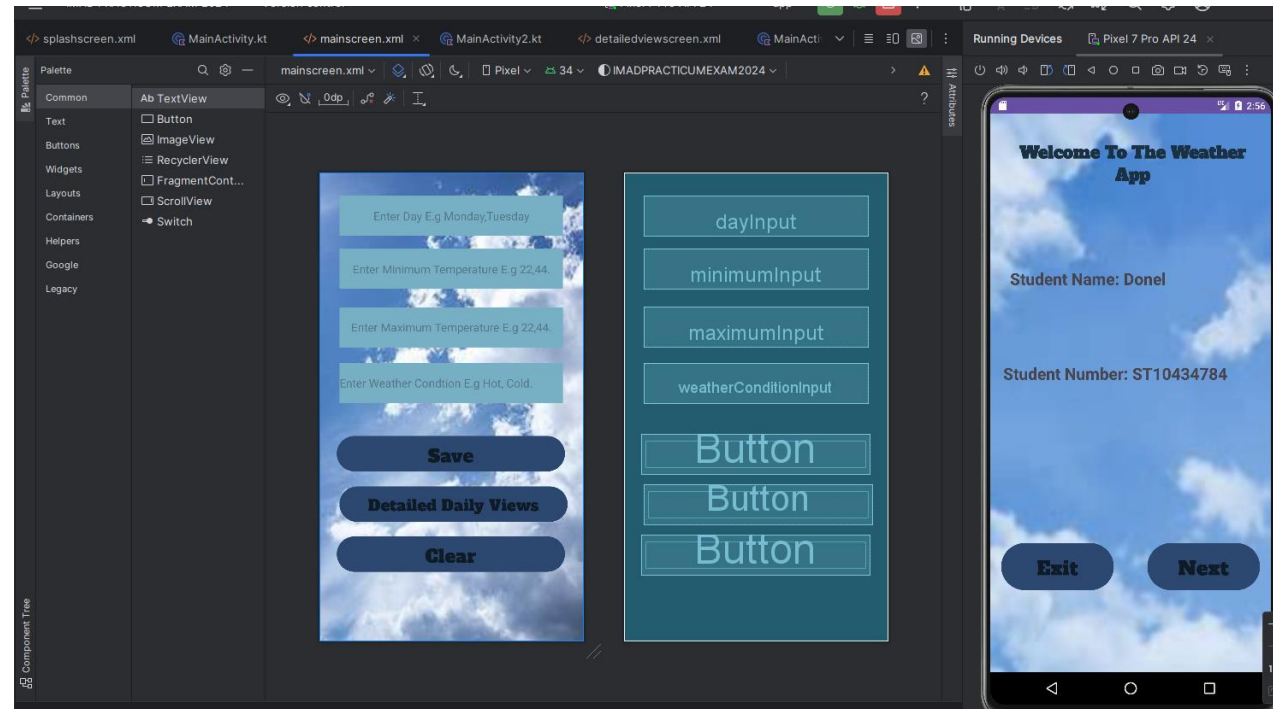 splashscreen.xml
MainActivity.kt
mainscreen.xml
MainActivity2.kt
detailedviewscreen.xml
MainActi
Running Devices
Pixel 7 Pro API 24
Palette
Palette
mainscreen.xml
Pixel
34
IMADPRACTICUMEXAM2024
Attributes
Common
Text
Buttons
Widgets
Layouts
Containers
Helpers
Google
Legacy
Ab TextView
Button
ImageView
RecyclerView
FragmentCont...
ScrollView
Switch
0dp
Enter Day E.g Monday,Tuesday
Enter Minimum Temperature E.g 22,44.
Enter Maximum Temperature E.g 22,44.
Enter Weather Condtion E.g Hot, Cold.
Save
Detailed Daily Views
Clear
dayInput
minimumInput
maximumInput
weatherConditionInput
Button
Button
Button
2:56
Welcome To The Weather
App
Student Name: Donel
Student Number: ST10434784
Exit
Next
Component Tree